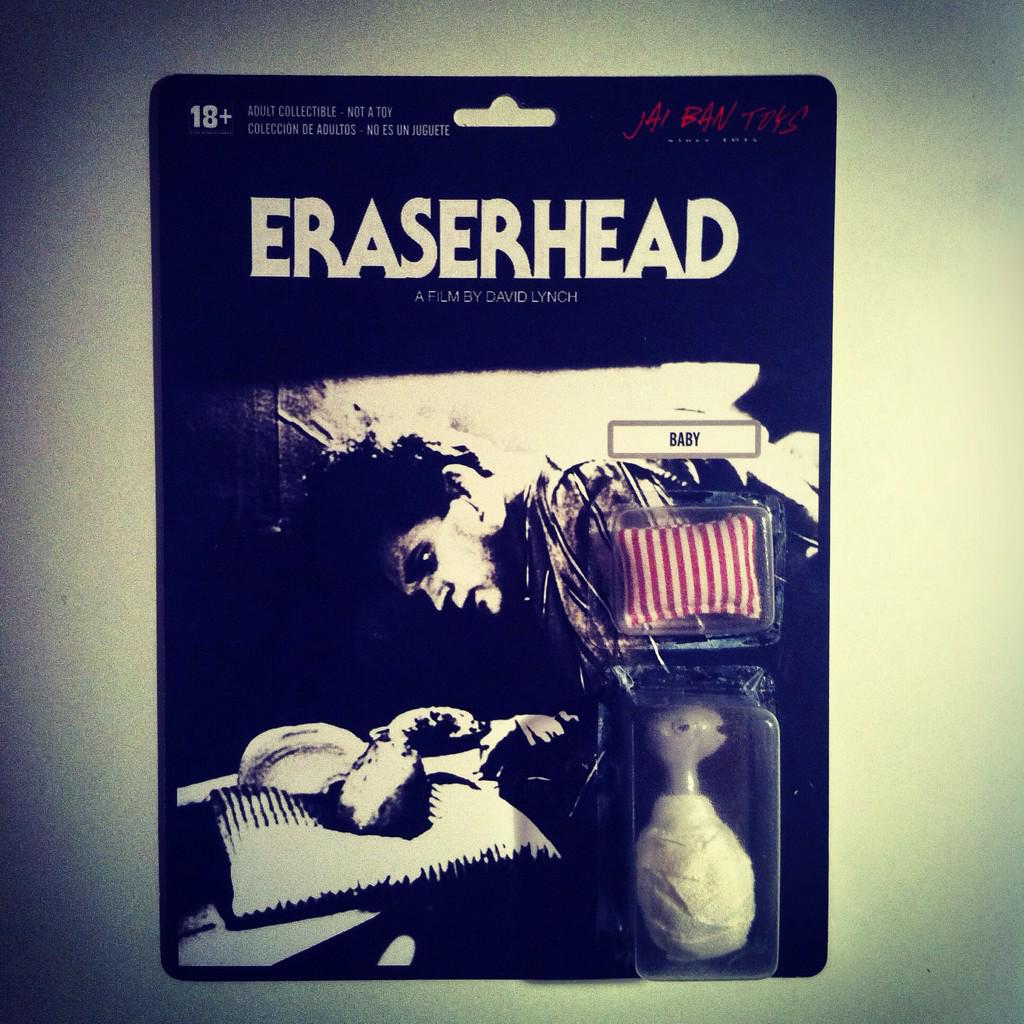 18+
ADULT COLLECTIBLE - NOT A TOY
COLECCIÓN DE ADULTOS - NO ES UN JUGUETE
JAI BAN TOYS
ERASERHEAD
A FILM BY DAVID LYNCH
BABY